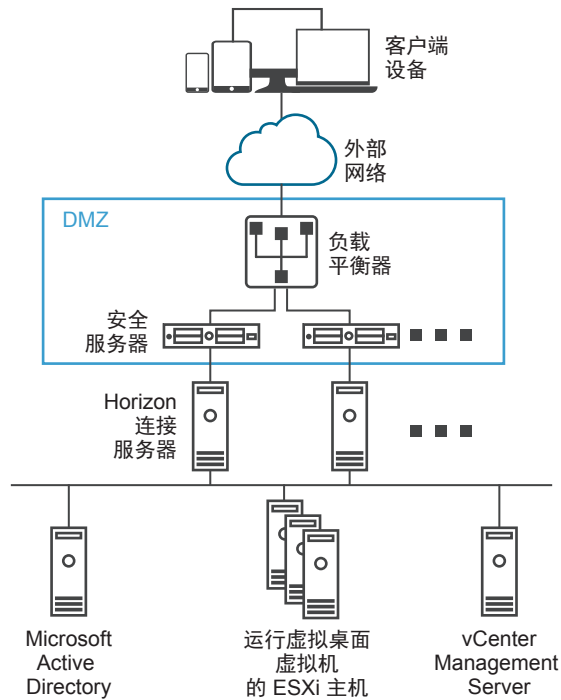 客户端
设备
外部
网络
DMZ
负载
平衡器
安全
服务器
Horizon
连接
服务器
Microsoft
Active
Directory
运行虚拟桌面
虚拟机
的 ESXi 主机
vCenter
Management
Server